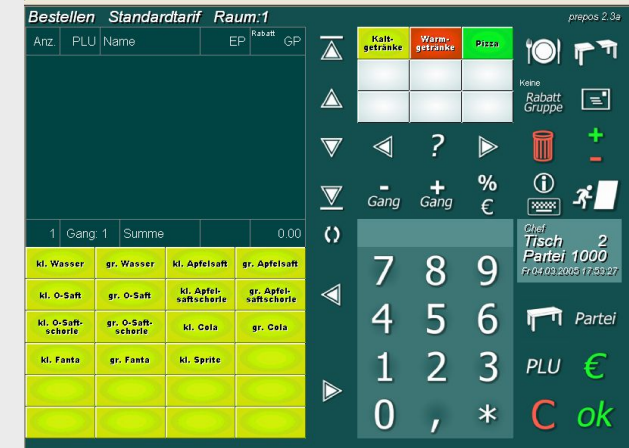 Bestellen Standardtarif Raum:1
prepos 2.3a
Anz. PLU Name EP Rabatt GP
Kalt-
getränke
Warm-
getränke
Pizza
Keine
Rabatt
Gruppe
?
+
-
-
Gang
+
Gang
%
€
1 Gang: 1 Summe 0.00
Chef
Tisch 2
Partei 1000
Fr.04.03.2005 17:53:27
kl. Wasser gr. Wasser kl. Apfelsaft gr. Apfelsaft
kl. O-Saft gr. O-Saft kl. Apfel-
saftschorle gr. Apfel-
saftschorle
kl. O-Saft-
schorle gr. O-Saft-
schorle kl. Cola gr. Cola
kl. Fanta gr. Fanta kl. Sprite
7 8 9
4 5 6
Partei
1 2 3
PLU €
0 , *
C ok